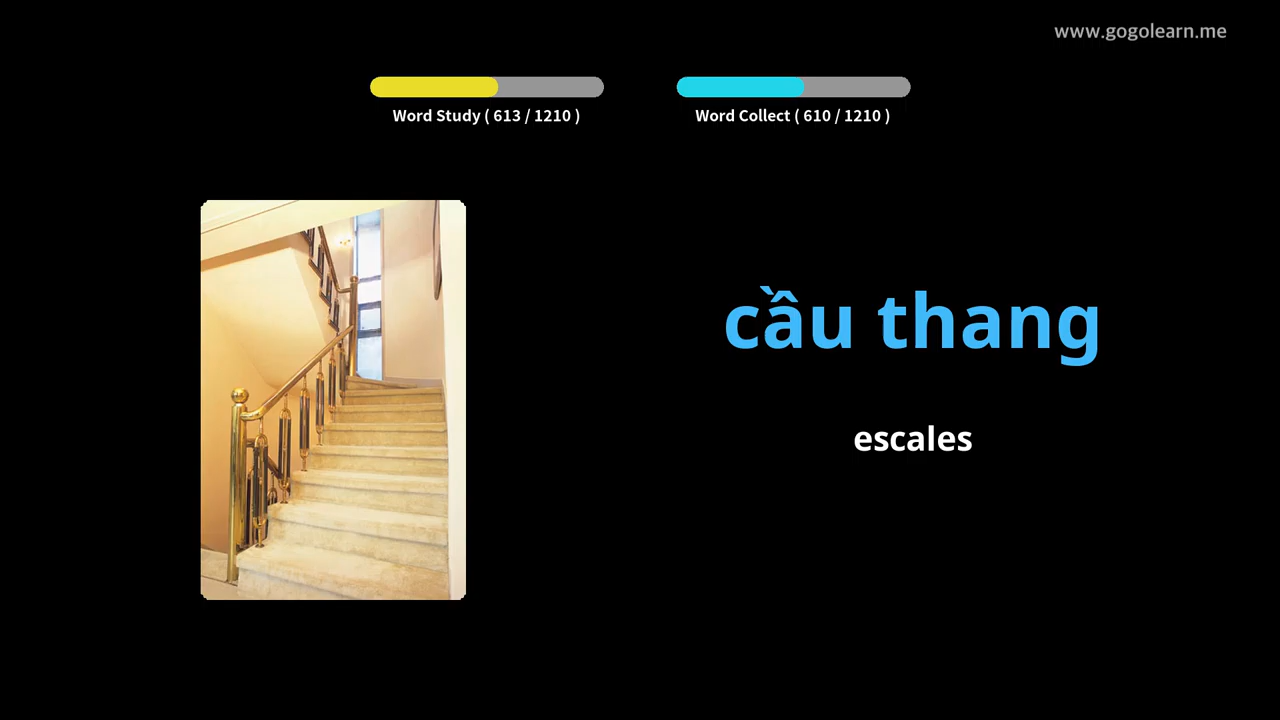 www.gogolearn.me
Word Study ( 613 / 1210 )
Word Collect ( 610 / 1210 )
cầu thang
escales